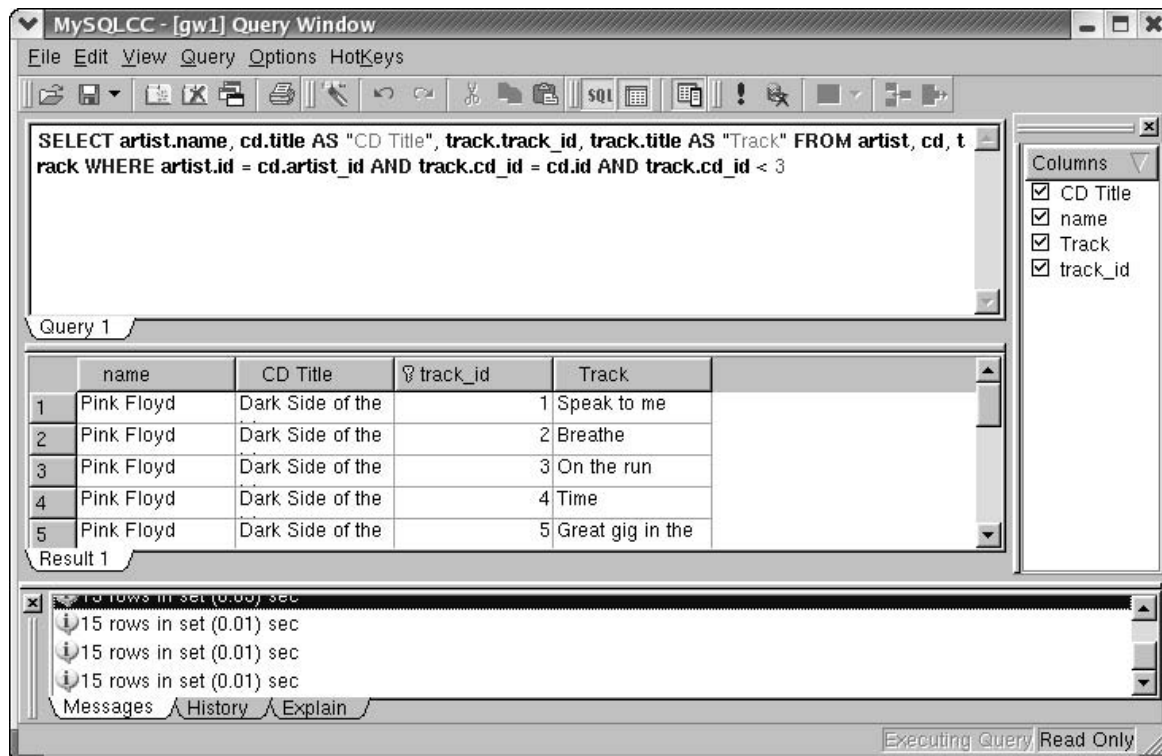 MySQLCC - [gw1] Query Window
File Edit View Query Options HotKeys
SQL
SELECT artist.name, cd.title AS "CD Title", track.track_id, track.title AS "Track" FROM artist, cd, t
rack WHERE artist.id = cd.artist_id AND track.cd_id = cd.id AND track.cd_id < 3
Query 1
Columns
CD Title
name
Track
track_id
name CD Title track_id Track
1 Pink Floyd Dark Side of the 1 Speak to me
2 Pink Floyd Dark Side of the 2 Breathe
3 Pink Floyd Dark Side of the 3 On the run
4 Pink Floyd Dark Side of the 4 Time
5 Pink Floyd Dark Side of the 5 Great gig in the
Result 1
rows in set sec
15 rows in set (0.01) sec
15 rows in set (0.01) sec
15 rows in set (0.01) sec
Messages History Explain
Executing Query Read Only